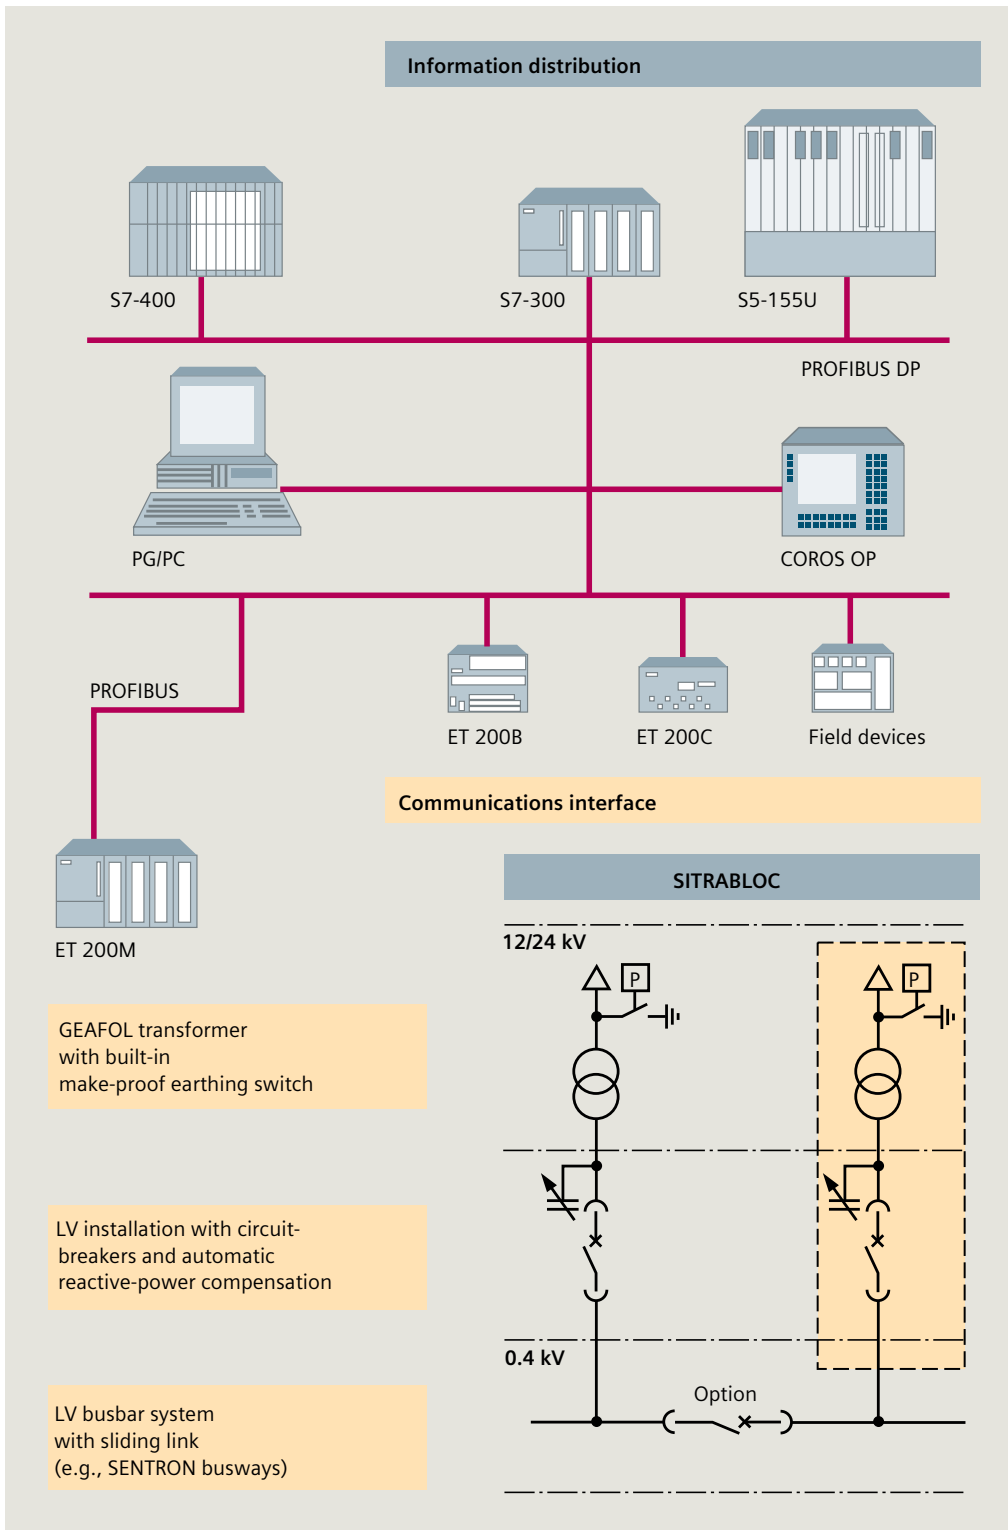 Information distribution
S7-400
S7-300
S5-155U
PROFIBUS DP
PG/PC
COROS OP
PROFIBUS
ET 200B
ET 200C
Field devices
Communications interface
ET 200M
SITRABLOC
12/24 kV
P
P
GEAFOL transformer
with built-in
make-proof earthing switch
LV installation with circuit-
breakers and automatic
reactive-power compensation
0.4 kV
Option
LV busbar system
with sliding link
(e.g., SENTRON busways)